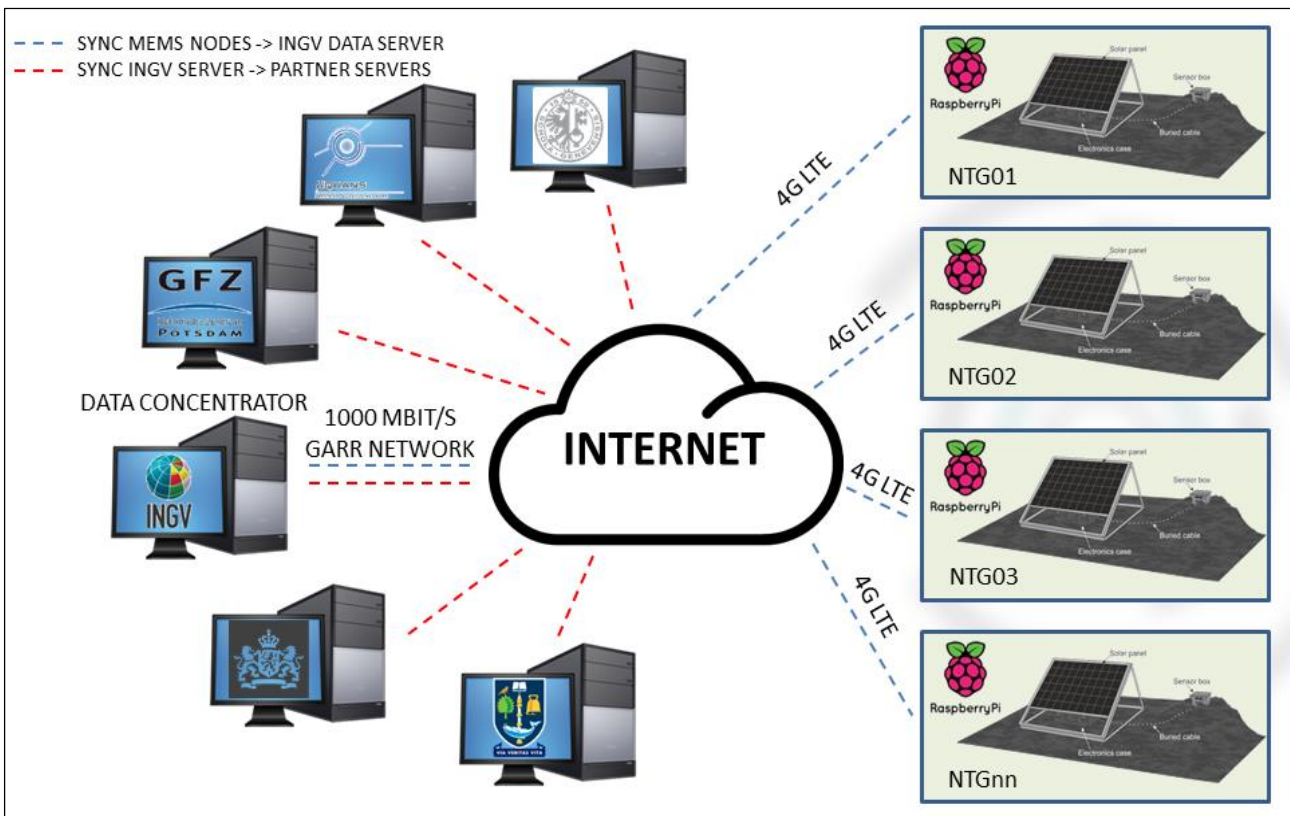 SYNC MEMS NODES -> INGV DATA SERVER
SYNC INGV SERVER -> PARTNER SERVERS
SCHOLA GENEVENSIS
GFZ
POTSDAM
DATA CONCENTRATOR
1000 MBIT/S
GARR NETWORK
INGV
VIA VERITAS VITA
INTERNET
4G LTE
4G LTE
4G LTE
4G LTE
RaspberryPi
Solar panel
Sensor box
Buried cable
Electronics case
NTG01
RaspberryPi
Solar panel
Sensor box
Buried cable
Electronics case
NTG02
RaspberryPi
Solar panel
Sensor box
Buried cable
Electronics case
NTG03
RaspberryPi
Solar panel
Sensor box
Buried cable
Electronics case
NTGnn